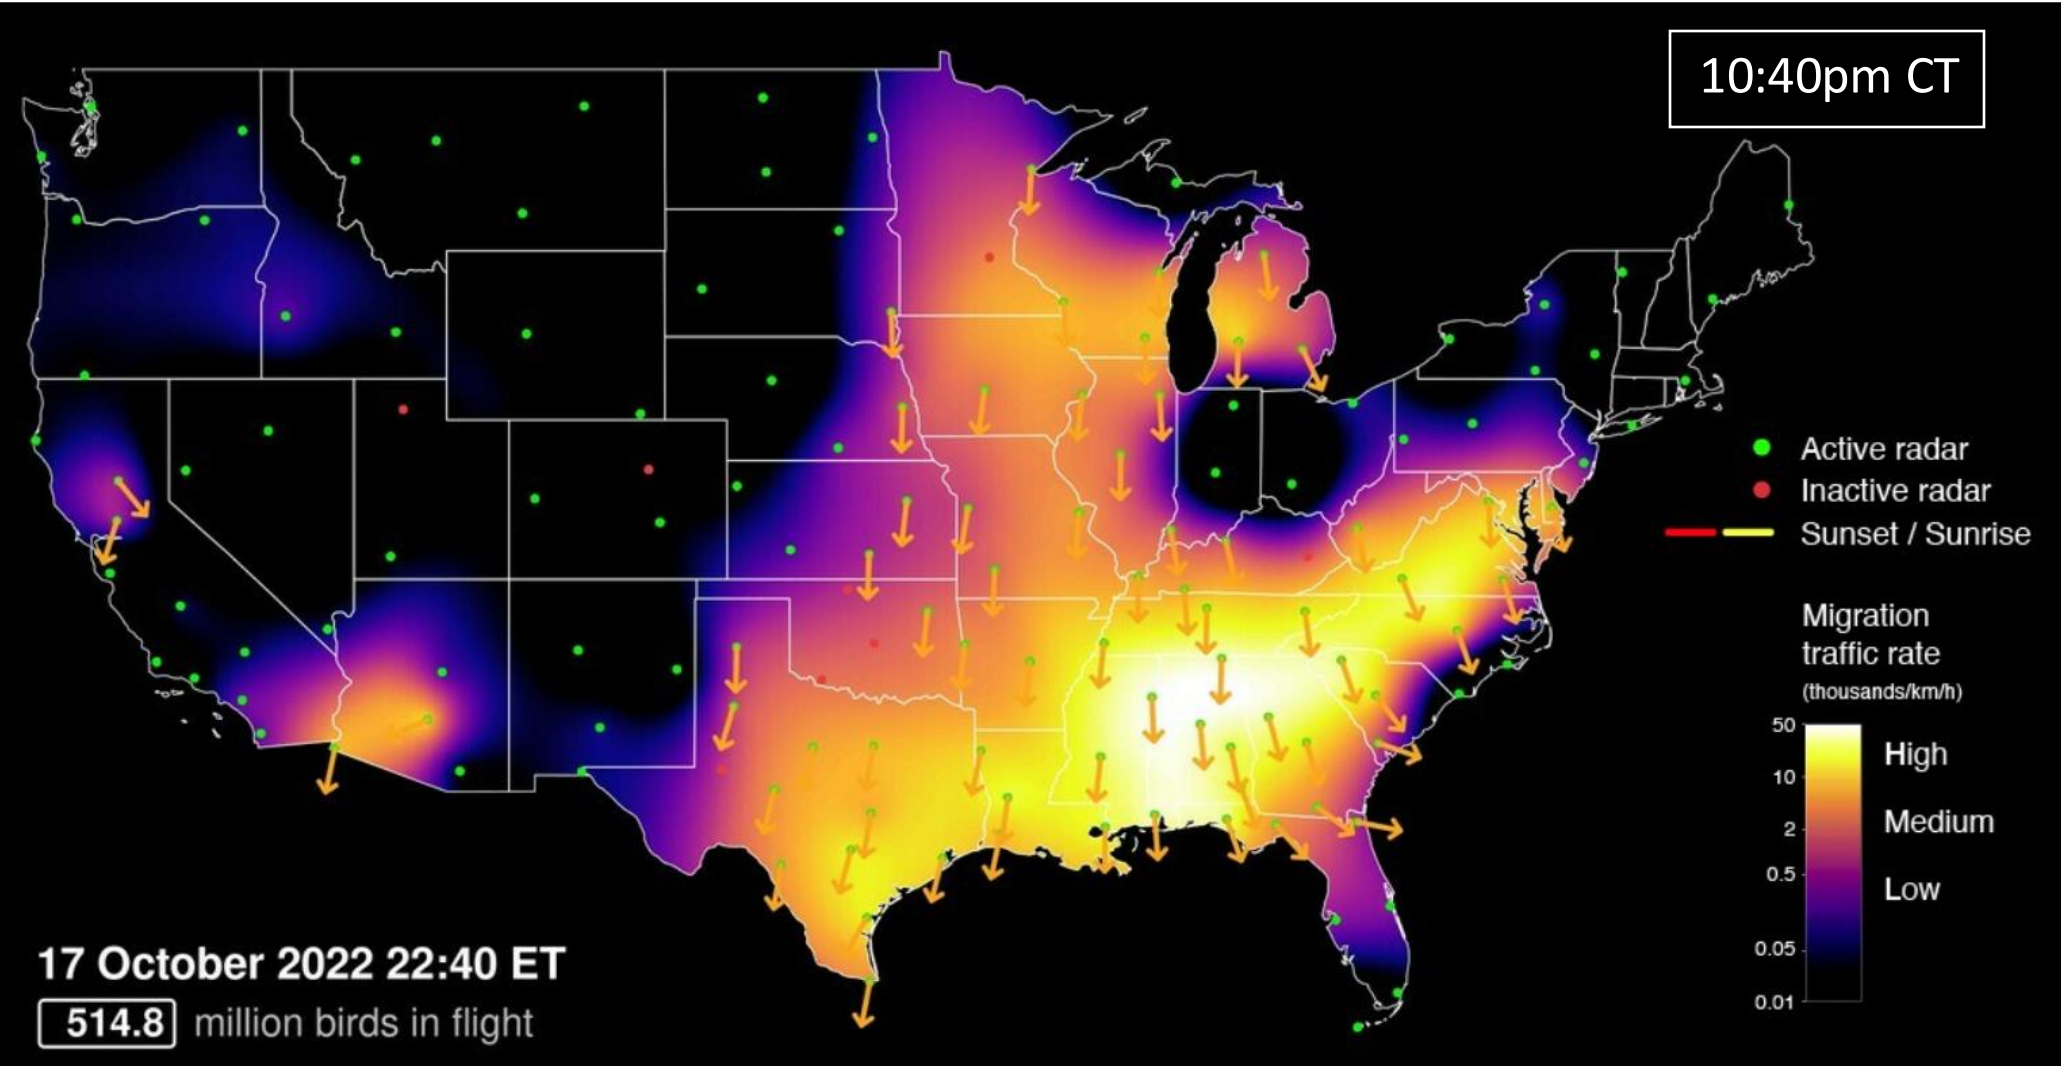 10:40pm CT
Active radar
Inactive radar
Sunset / Sunrise
Migration
traffic rate
(thousands/km/h)
50
High
10
Medium
2
0.5
Low
0.05
0.01
17 October 2022 22:40 ET
514.8 million birds in flight